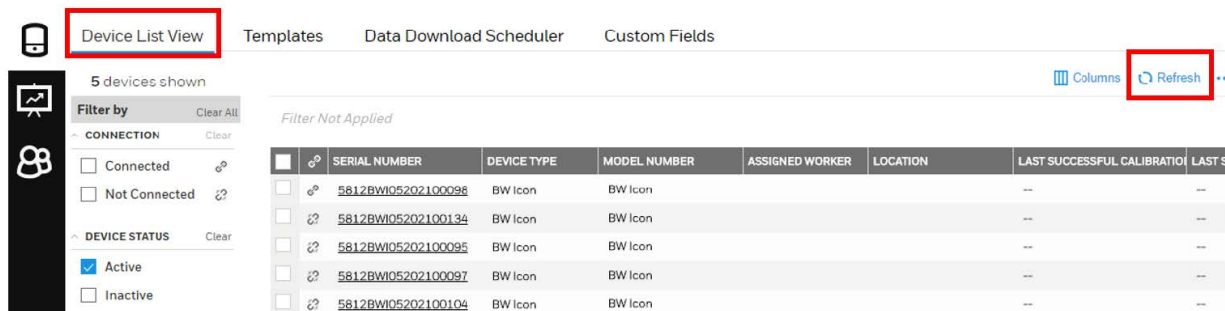 Device List View Templates Data Download Scheduler Custom Fields
5 devices shown
Columns Refresh
Filter by Clear All
Filter Not Applied
CONNECTION Clear
Connected
Not Connected
DEVICE STATUS Clear
Active
Inactive
SERIAL NUMBER DEVICE TYPE MODEL NUMBER ASSIGNED WORKER LOCATION LAST SUCCESSFUL CALIBRATIO LAST S
5812BWI05202100098 BW Icon BW Icon -- --
5812BWI05202100134 BW Icon BW Icon -- --
5812BWI05202100095 BW Icon BW Icon -- --
5812BWI05202100097 BW Icon BW Icon -- --
5812BWI05202100104 BW Icon BW Icon -- --